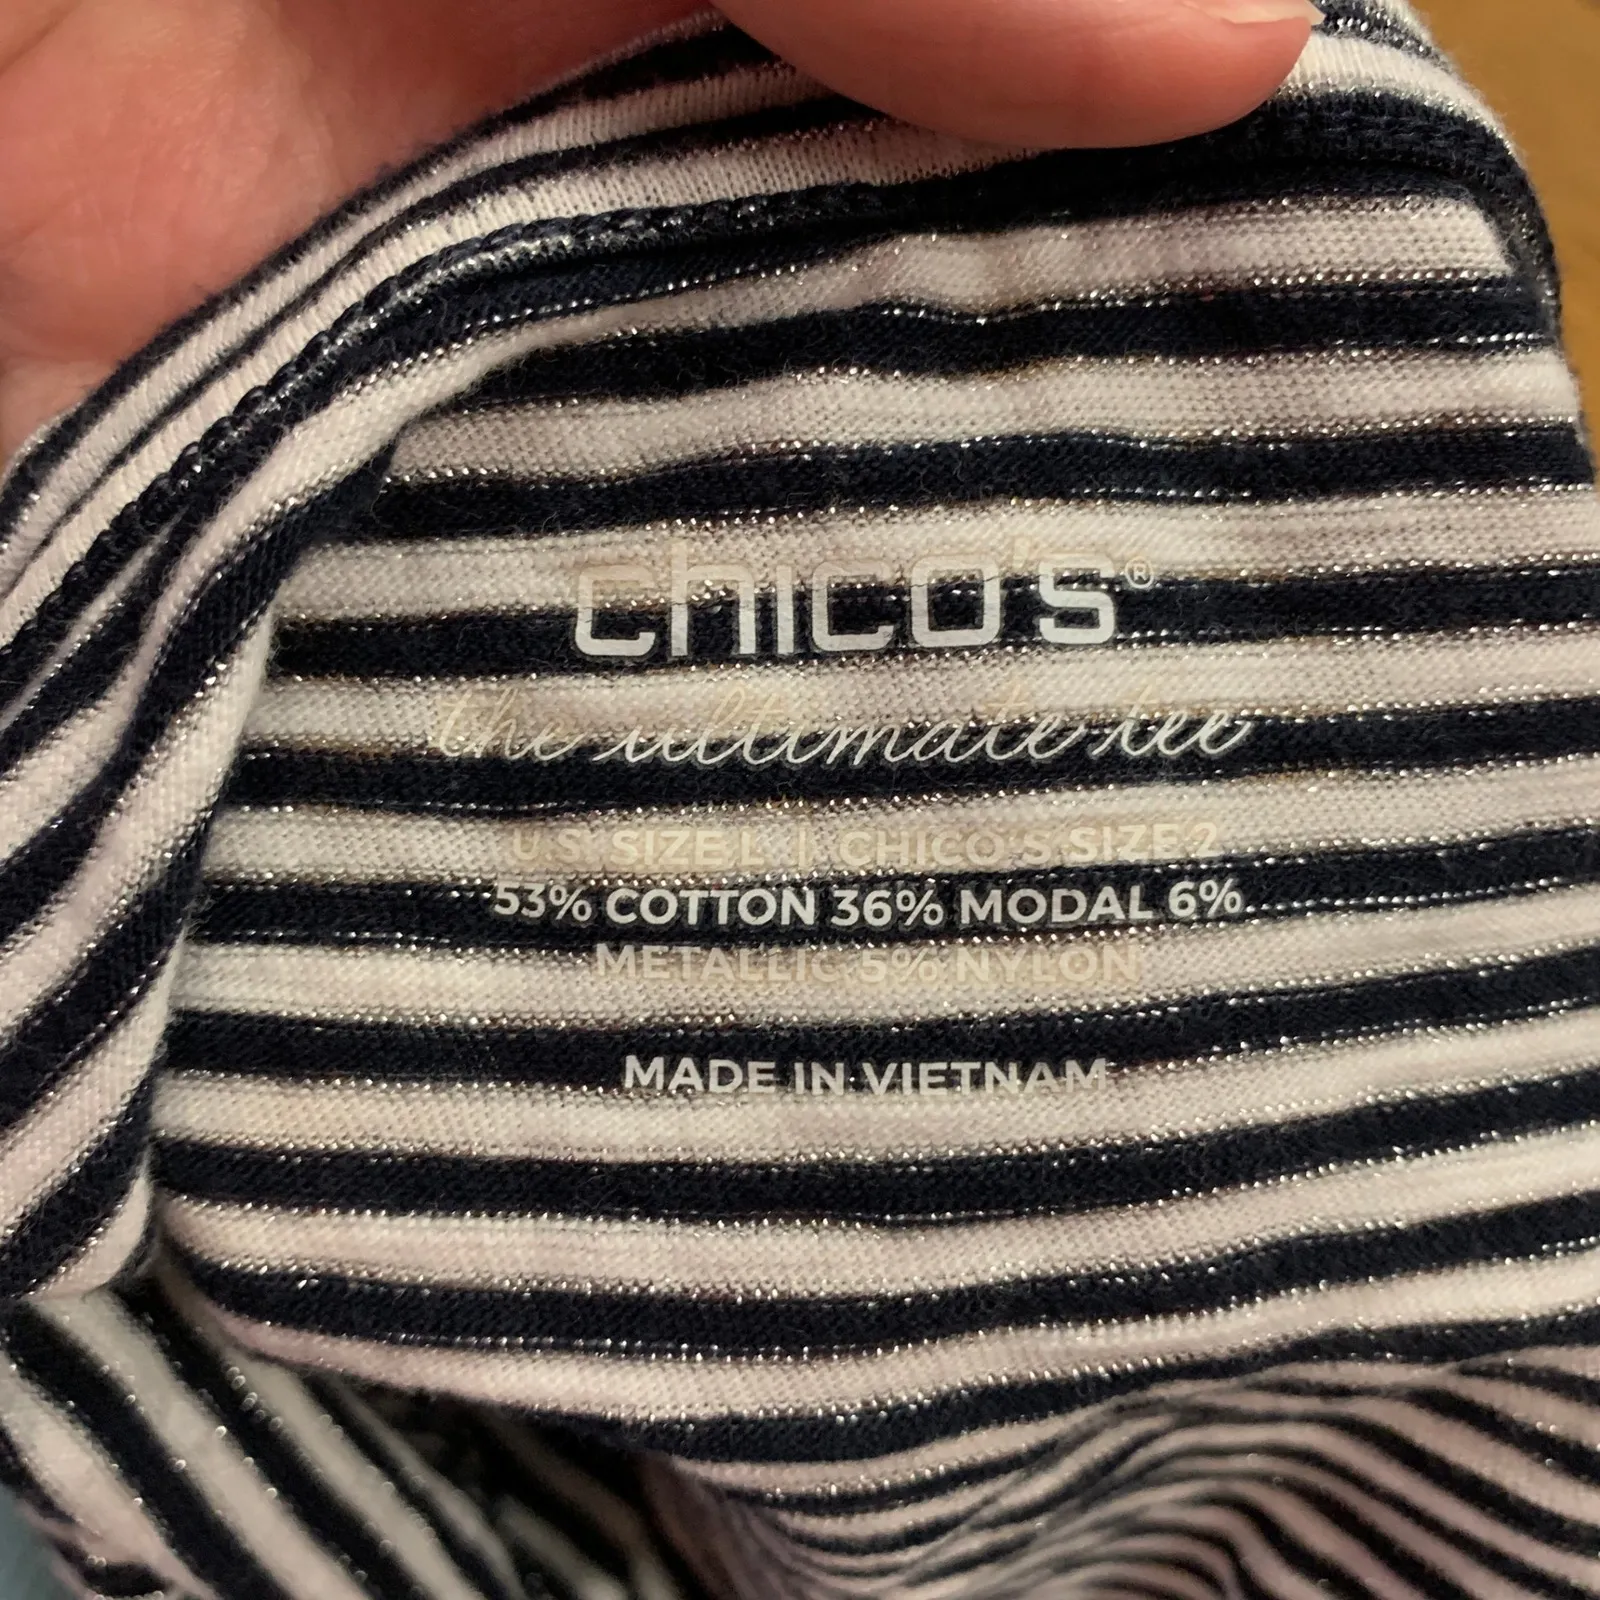 chico's®
the ultimate tee
U.S. SIZE L | CHICO'S SIZE 2
53% COTTON 36% MODAL 6%
METALLIC 5% NYLON
MADE IN VIETNAM